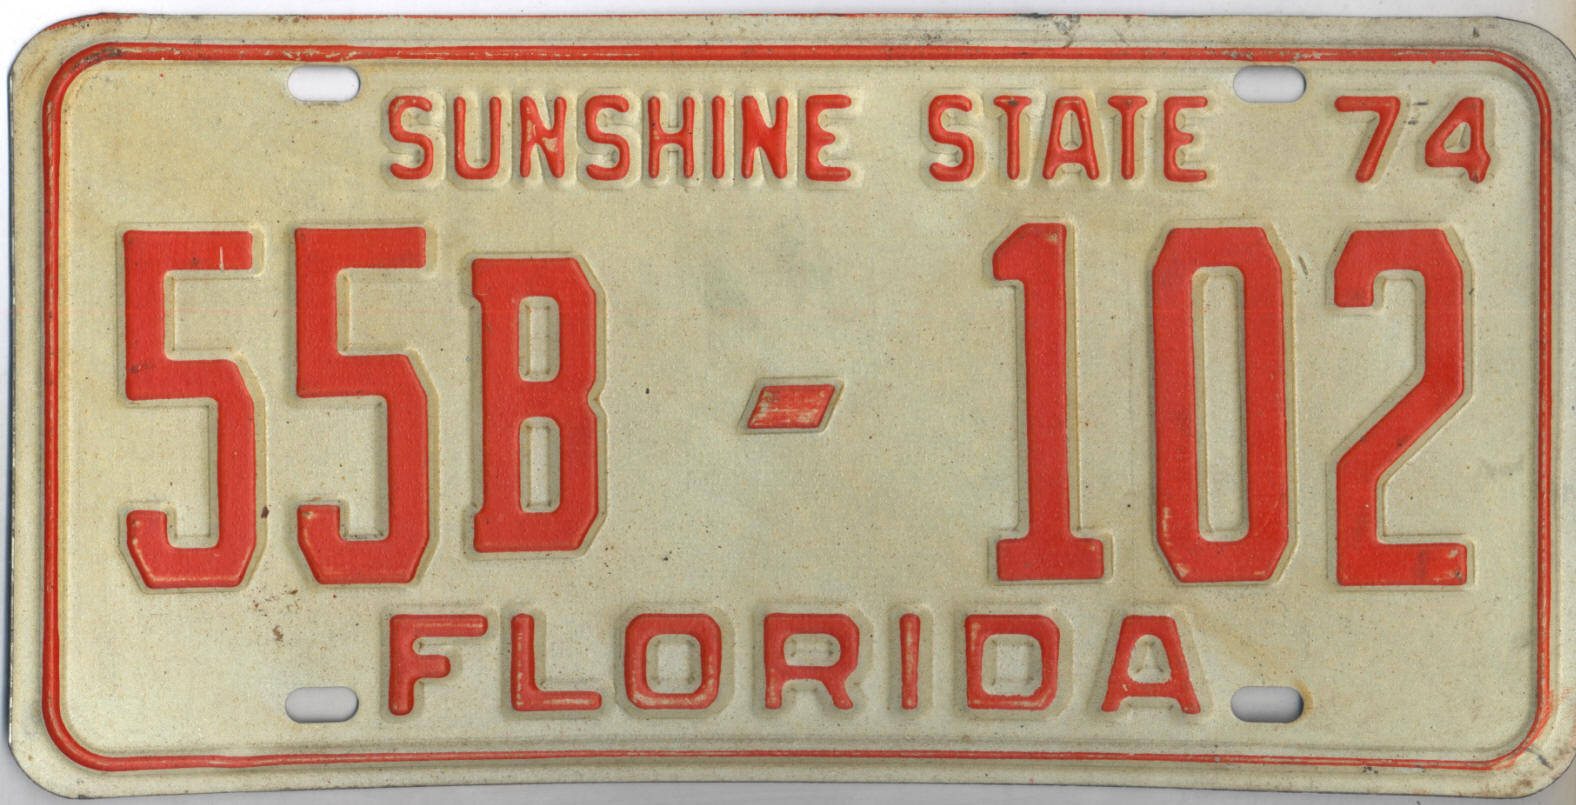 SUNSHINE STATE 74
55B-102
FLORIDA